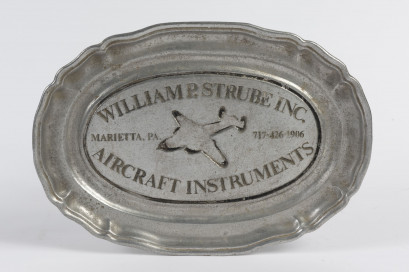 WILLIAM P. STRUBE INC.
MARIETTA, PA. 717-426-1906
AIRCRAFT INSTRUMENTS